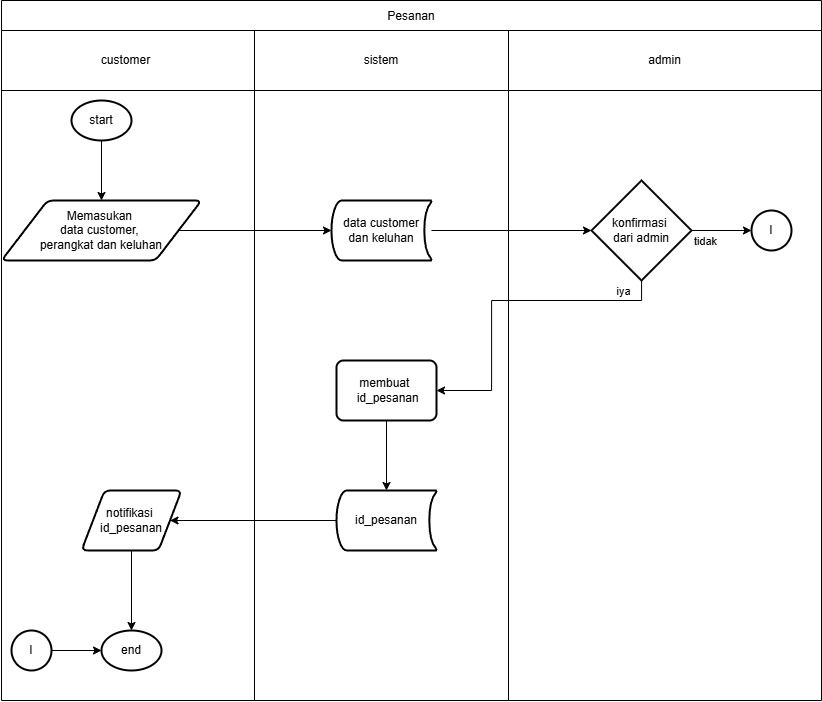 Pesanan
customer
sistem
admin
start
Memasukan
data customer,
perangkat dan keluhan
data customer
dan keluhan
konfirmasi
dari admin
tidak
I
iya
membuat
id_pesanan
notifikasi
id_pesanan
id_pesanan
I
end